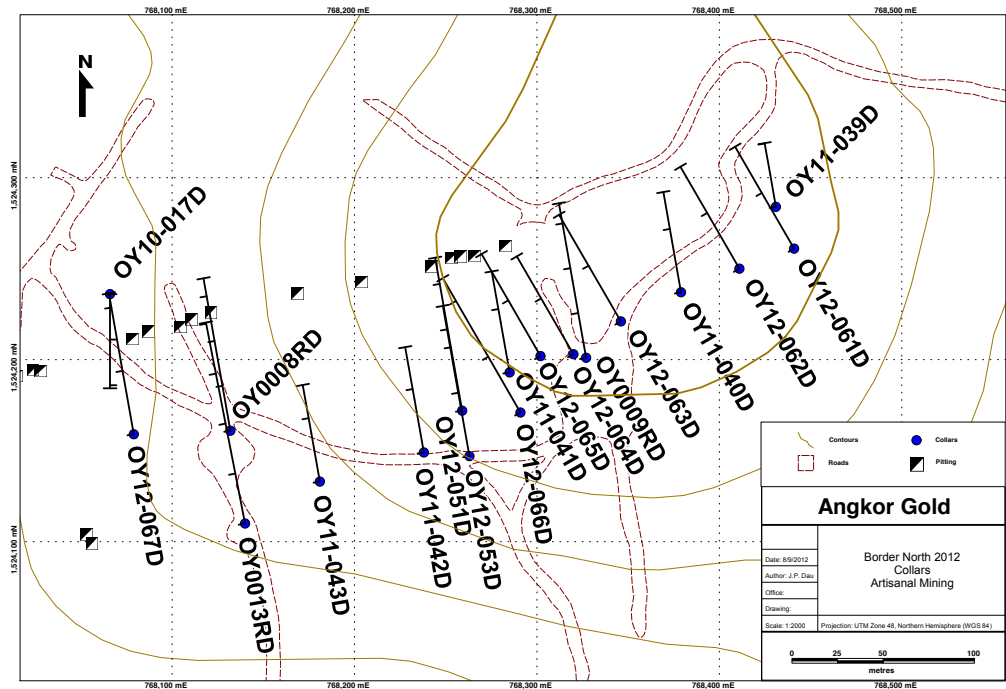 768,100 mE
768,200 mE
768,300 mE
768,400 mE
768,500 mE
N
1,524,300 mN
1,524,200 mN
1,524,100 mN
OY10-017D
OY11-039D
OY0008RD
OY12-067D
OY0013RD
OY11-043D
OY11-042D
OY12-051D
OY12-053D
OY12-066D
OY11-041D
OY12-065D
OY12-064D
OY0009RD
OY12-063D
OY11-040D
OY12-062D
OY12-061D
Contours
Collars
Roads
Pitting
Angkor Gold
Date: 8/9/2012
Author: J.P. Dau
Office:
Drawing:
Scale: 1:2000
Border North 2012
Collars
Artisanal Mining
Projection: UTM Zone 48, Northern Hemisphere (WGS 84)
0 25 50 100
metres
768,100 mE
768,200 mE
768,300 mE
768,400 mE
768,500 mE